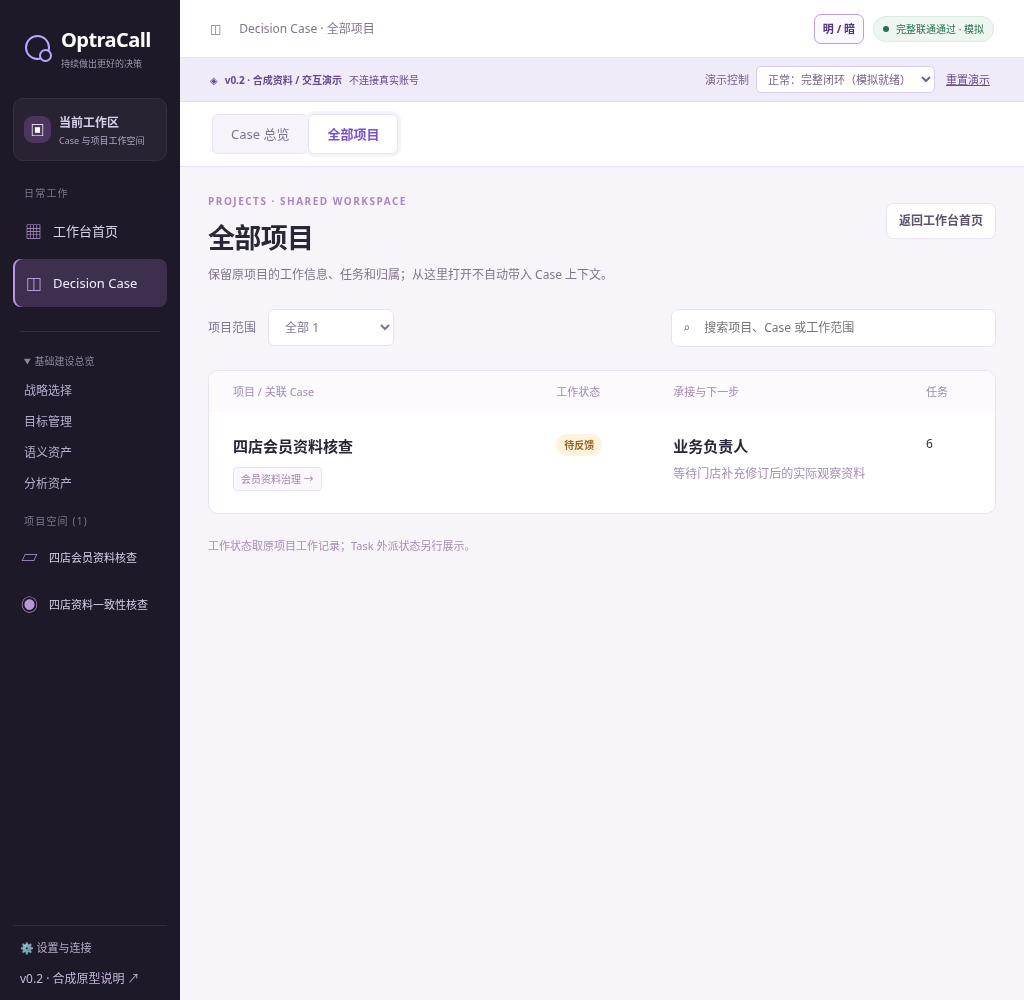 OptraCall
持续做出更好的决策
当前工作区
Case 与项目工作空间
日常工作
工作台首页
Decision Case
▾ 基础建设总览
战略选择
目标管理
语义资产
分析资产
项目空间 (1)
四店会员资料核查
四店资料一致性核查
设置与连接
v0.2 · 合成原型说明 ↗
Decision Case · 全部项目
明 / 暗
完整联通通过 · 模拟
v0.2 · 合成资料 / 交互演示 不连接真实账号
演示控制
正常：完整闭环（模拟就绪）
重置演示
Case 总览
全部项目
PROJECTS · SHARED WORKSPACE
全部项目
保留原项目的工作信息、任务和归属；从这里打开不自动带入 Case 上下文。
返回工作台首页
项目范围
全部 1
搜索项目、Case 或工作范围
项目 / 关联 Case 工作状态 承接与下一步 任务
四店会员资料核查 待反馈 业务负责人 6
会员资料治理 → 等待门店补充修订后的实际观察资料
工作状态取原项目工作记录；Task 外派状态另行展示。